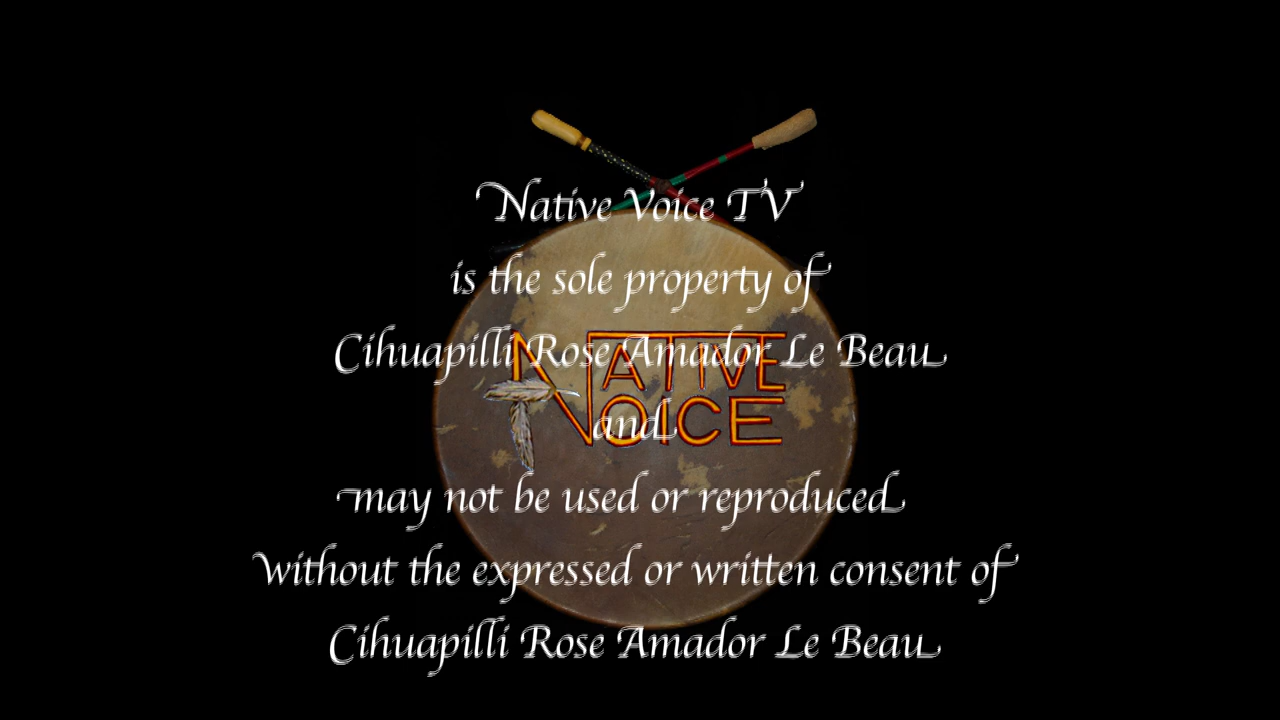 Native Voice TV
is the sole property of
Cihuapilli Rose Amador Le Beau
NATIVE
VOICE
and
may not be used or reproduced
without the expressed or written consent of
Cihuapilli Rose Amador Le Beau